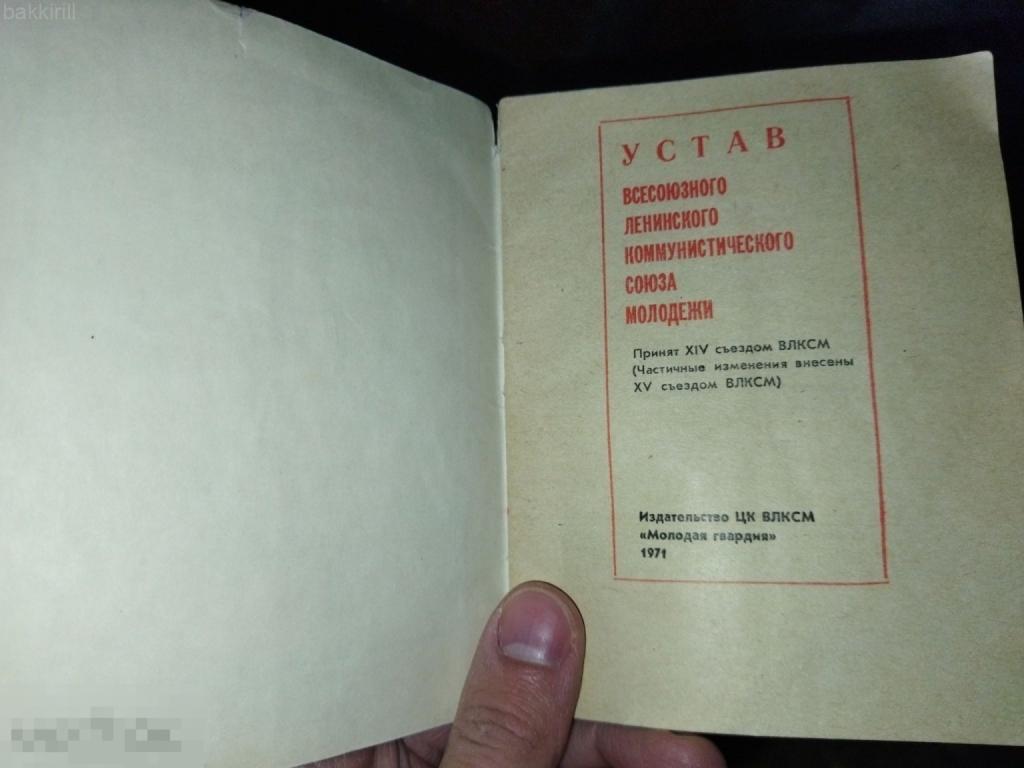 bakkirill
УСТАВ
ВСЕСОЮЗНОГО
ЛЕНИНСКОГО
КОММУНИСТИЧЕСКОГО
СОЮЗА
МОЛОДЕЖИ
Принят XIV съездом ВЛКСМ
(Частичные изменения внесены
XV съездом ВЛКСМ)
Издательство ЦК ВЛКСМ
«Молодая гвардия»
1971